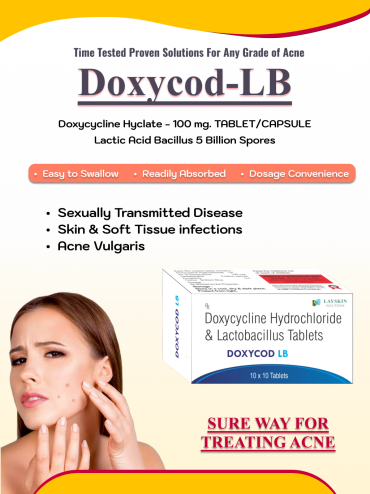 Time Tested Proven Solutions For Any Grade of Acne
Doxycod-LB
Doxycycline Hyclate - 100 mg. TABLET/CAPSULE
Lactic Acid Bacillus 5 Billion Spores
• Easy to Swallow • Readily Absorbed • Dosage Convenience
• Sexually Transmitted Disease
• Skin & Soft Tissue infections
• Acne Vulgaris
LAYSKIN
Rx
Doxycycline Hydrochloride
& Lactobacillus Tablets
DOXYCOD LB
10 x 10 Tablets
DOXYCOD LB
SURE WAY FOR
TREATING ACNE